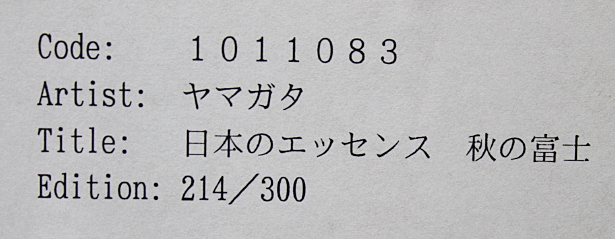 Code: １０１１０８３
Artist: ヤマガタ
Title: 日本のエッセンス　秋の富士
Edition: 214／300